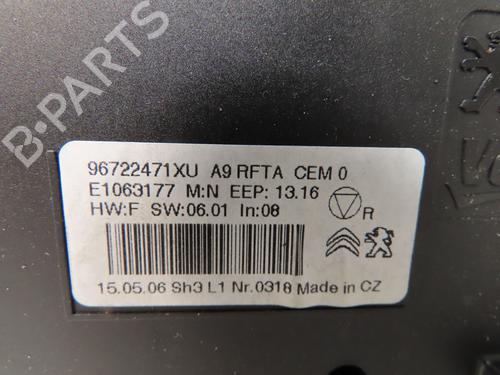 B-PARTS
96722471XU A9 RFTA CEM 0
E1063177 M:N EEP: 13.16
HW:F SW:06.01 In:08
R
15.05.06 Sh3 L1 Nr.0318 Made in CZ